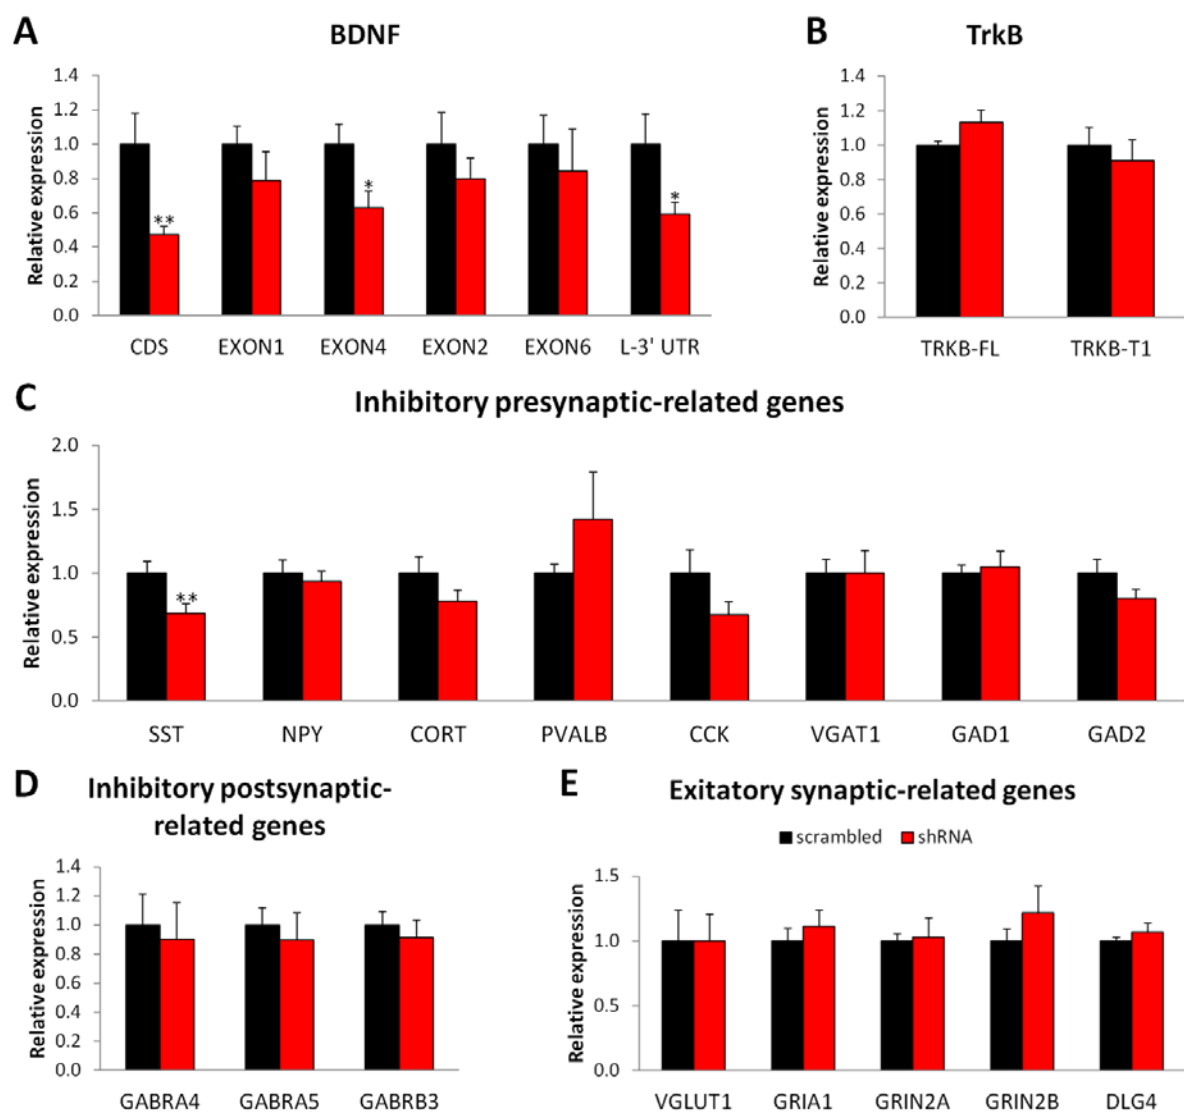 A
BDNF
Relative expression
1.4
1.2
1.0
0.8
0.6
0.4
0.2
0.0
**
*
*
CDS EXON1 EXON4 EXON2 EXON6 L-3' UTR
B
TrkB
Relative expression
1.4
1.2
1.0
0.8
0.6
0.4
0.2
0.0
TRKB-FL TRKB-T1
C
Inhibitory presynaptic-related genes
Relative expression
2.0
1.5
1.0
0.5
0.0
**
SST NPY CORT PVALB CCK VGAT1 GAD1 GAD2
D
Inhibitory postsynaptic-
related genes
Relative expression
1.4
1.2
1.0
0.8
0.6
0.4
0.2
0.0
GABRA4 GABRA5 GABRB3
E
Exitatory synaptic-related genes
scrambled shRNA
Relative expression
1.5
1.0
0.5
0.0
VGLUT1 GRIA1 GRIN2A GRIN2B DLG4